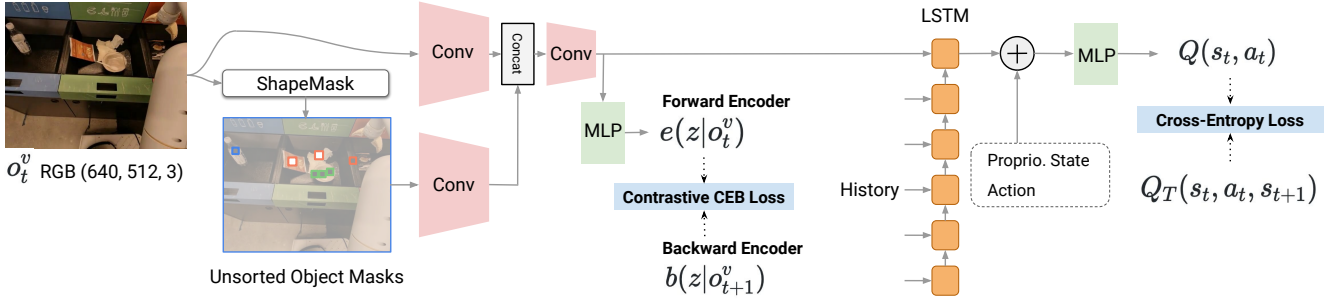 LSTM
Conv
Concat
Conv
MLP
Q(s_t, a_t)
ShapeMask
Forward Encoder
MLP
e(z|o_t^v)
Cross-Entropy Loss
o_t^v RGB (640, 512, 3)
Conv
Contrastive CEB Loss
History
Proprio. State
Action
Q_T(s_t, a_t, s_{t+1})
Backward Encoder
Unsorted Object Masks
b(z|o_{t+1}^v)